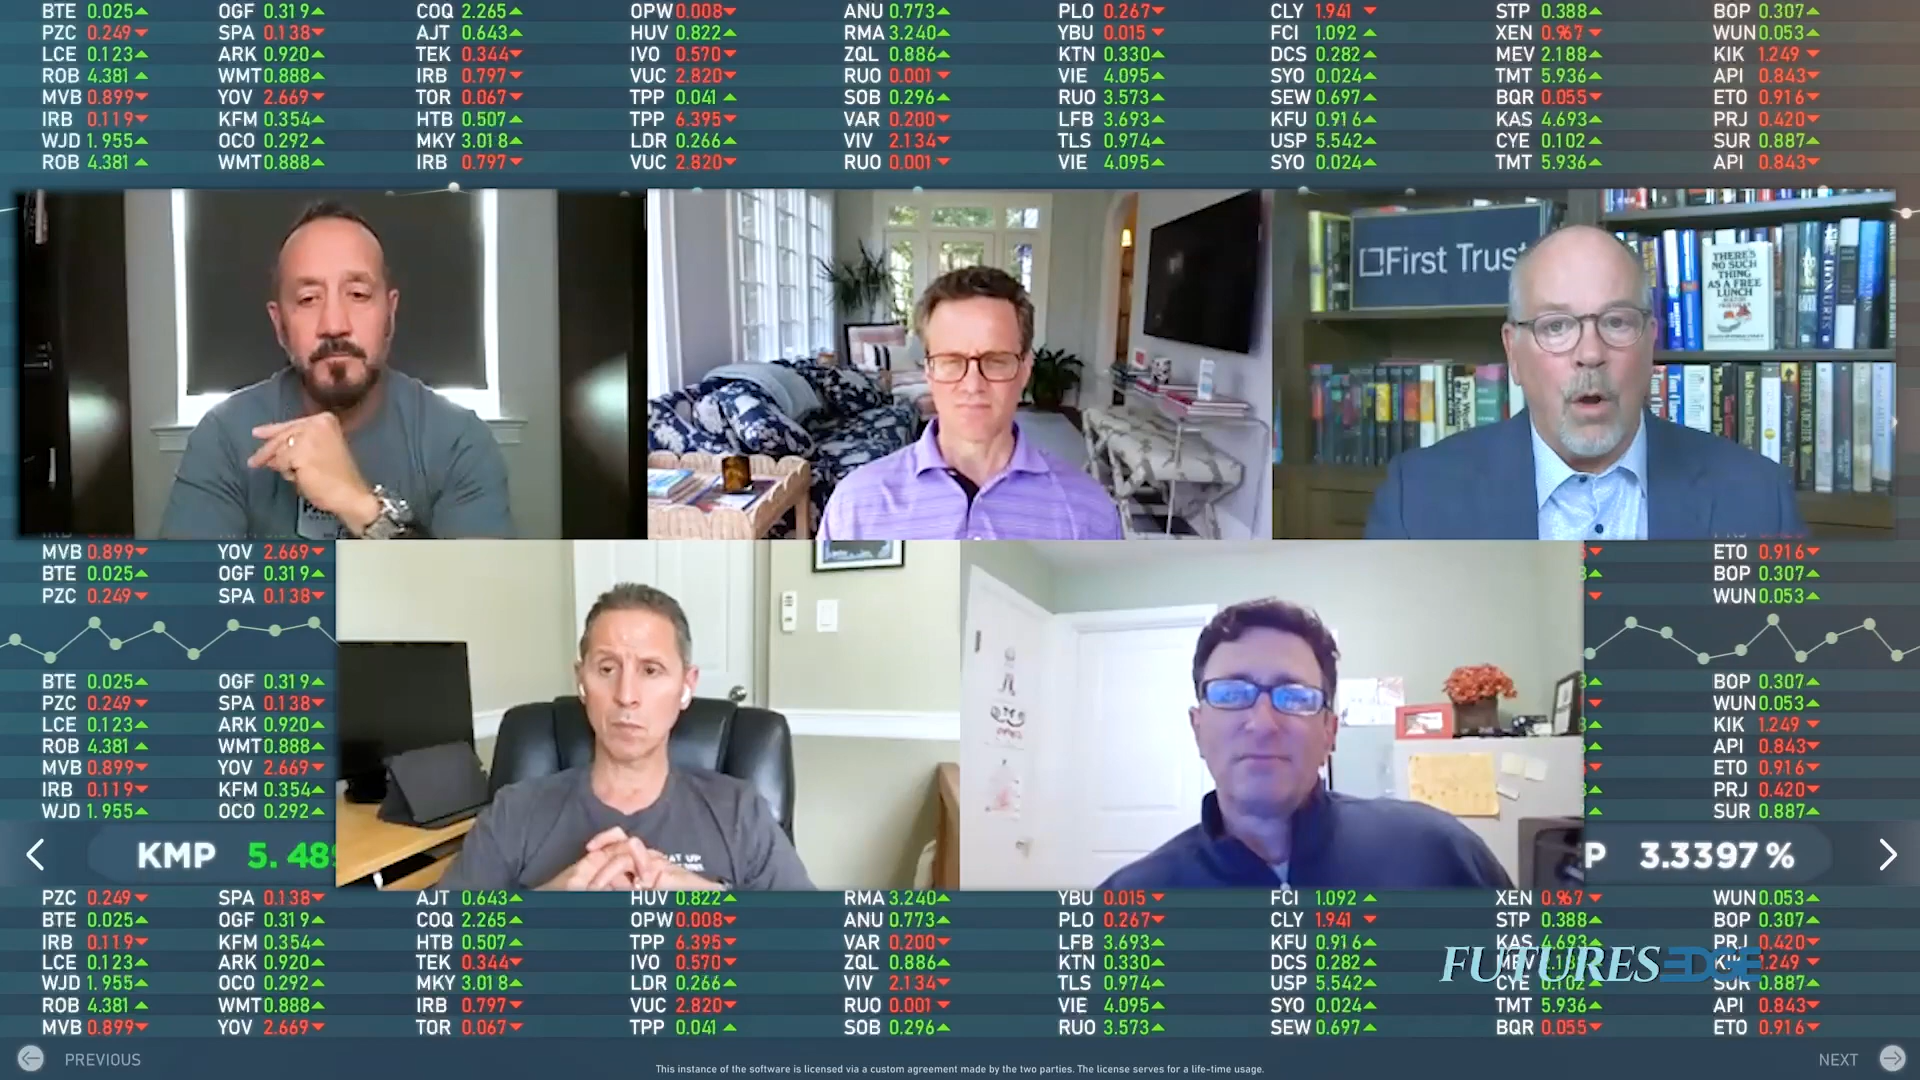 BTE 0.025 OGF 0.319 COQ 2.265 OPW 0.008 ANU 0.773 PLO 0.267 CLY 1.941 STP 0.388 BOP 0.307
PZC 0.249 SPA 0.138 AJT 0.643 HUV 0.822 RMA 3.240 YBU 0.015 FCI 1.092 XEN 0.967 WUN 0.053
LCE 0.123 ARK 0.920 TEK 0.344 IVO 0.570 ZQL 0.886 KTN 0.330 DCS 0.282 MEV 2.188 KIK 1.249
ROB 4.381 WMT 0.888 IRB 0.797 VUC 2.820 RUO 0.001 VIE 4.095 SYO 0.024 TMT 5.936 API 0.843
MVB 0.899 YOV 2.669 TOR 0.067 TPP 0.041 SOB 0.296 RUO 3.573 SEW 0.697 BQR 0.055 ETO 0.916
IRB 0.119 KFM 0.354 HTB 0.507 TPP 6.395 VAR 0.200 LFB 3.693 KFU 0.916 KAS 4.693 PRJ 0.420
WJD 1.955 OCO 0.292 MKY 3.018 LDR 0.266 VIV 2.134 TLS 0.974 USP 5.542 CYE 0.102 SUR 0.887
ROB 4.381 WMT 0.888 IRB 0.797 VUC 2.820 RUO 0.001 VIE 4.095 SYO 0.024 TMT 5.936 API 0.843
First Trust
THERE'S
NO SUCH
THING
AS A FREE
LUNCH
MVB 0.899 YOV 2.669 ETO 0.916
BTE 0.025 OGF 0.319 BOP 0.307
PZC 0.249 SPA 0.138 WUN 0.053
BTE 0.025 OGF 0.319 BOP 0.307
PZC 0.249 SPA 0.138 WUN 0.053
LCE 0.123 ARK 0.920 KIK 1.249
ROB 4.381 WMT 0.888 API 0.843
MVB 0.899 YOV 2.669 ETO 0.916
IRB 0.119 KFM 0.354 PRJ 0.420
WJD 1.955 OCO 0.292 SUR 0.887
KMP 5.48 P 3.3397 %
PZC 0.249 SPA 0.138 AJT 0.643 HUV 0.822 RMA 3.240 YBU 0.015 FCI 1.092 XEN 0.967 WUN 0.053
BTE 0.025 OGF 0.319 COQ 2.265 OPW 0.008 ANU 0.773 PLO 0.267 CLY 1.941 STP 0.388 BOP 0.307
IRB 0.119 KFM 0.354 HTB 0.507 TPP 6.395 VAR 0.200 LFB 3.693 KFU 0.916 KAS 4.693 PRJ 0.420
FUTURES EDGE
LCE 0.123 ARK 0.920 TEK 0.344 IVO 0.570 ZQL 0.886 KTN 0.330 DCS 0.282 MEV 1.249
WJD 1.955 OCO 0.292 MKY 3.018 LDR 0.266 VIV 2.134 TLS 0.974 USP 5.542 CYE 0.102 SUR 0.887
ROB 4.381 WMT 0.888 IRB 0.797 VUC 2.820 RUO 0.001 VIE 4.095 SYO 0.024 TMT 5.936 API 0.843
MVB 0.899 YOV 2.669 TOR 0.067 TPP 0.041 SOB 0.296 RUO 3.573 SEW 0.697 BQR 0.055 ETO 0.916
PREVIOUS NEXT
This instance of the software is licensed via a custom agreement made by the two parties. The license serves for a life-time usage.